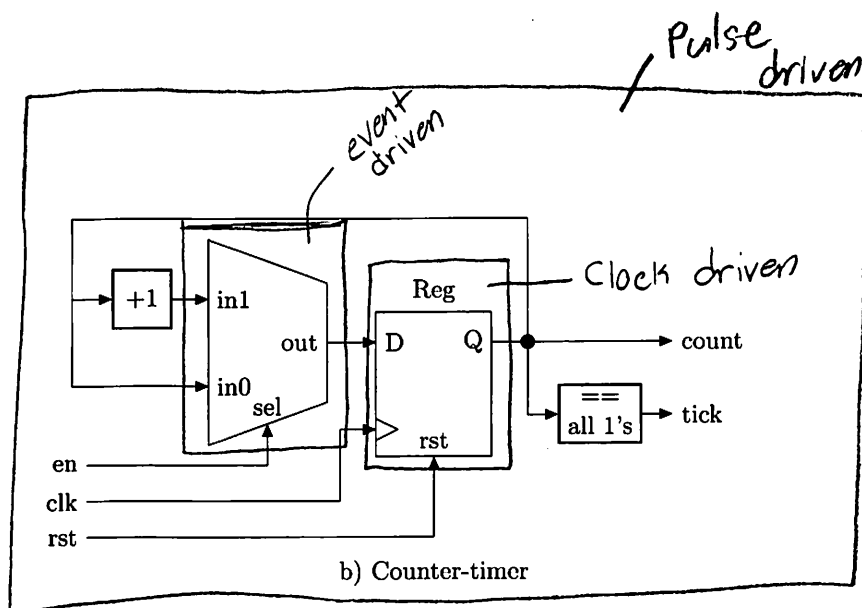 Pulse
driven
event
driven
Clock driven
Reg
+1
in1
out
D
Q
count
in0
sel
==
all 1's
tick
rst
en
clk
rst
b) Counter-timer